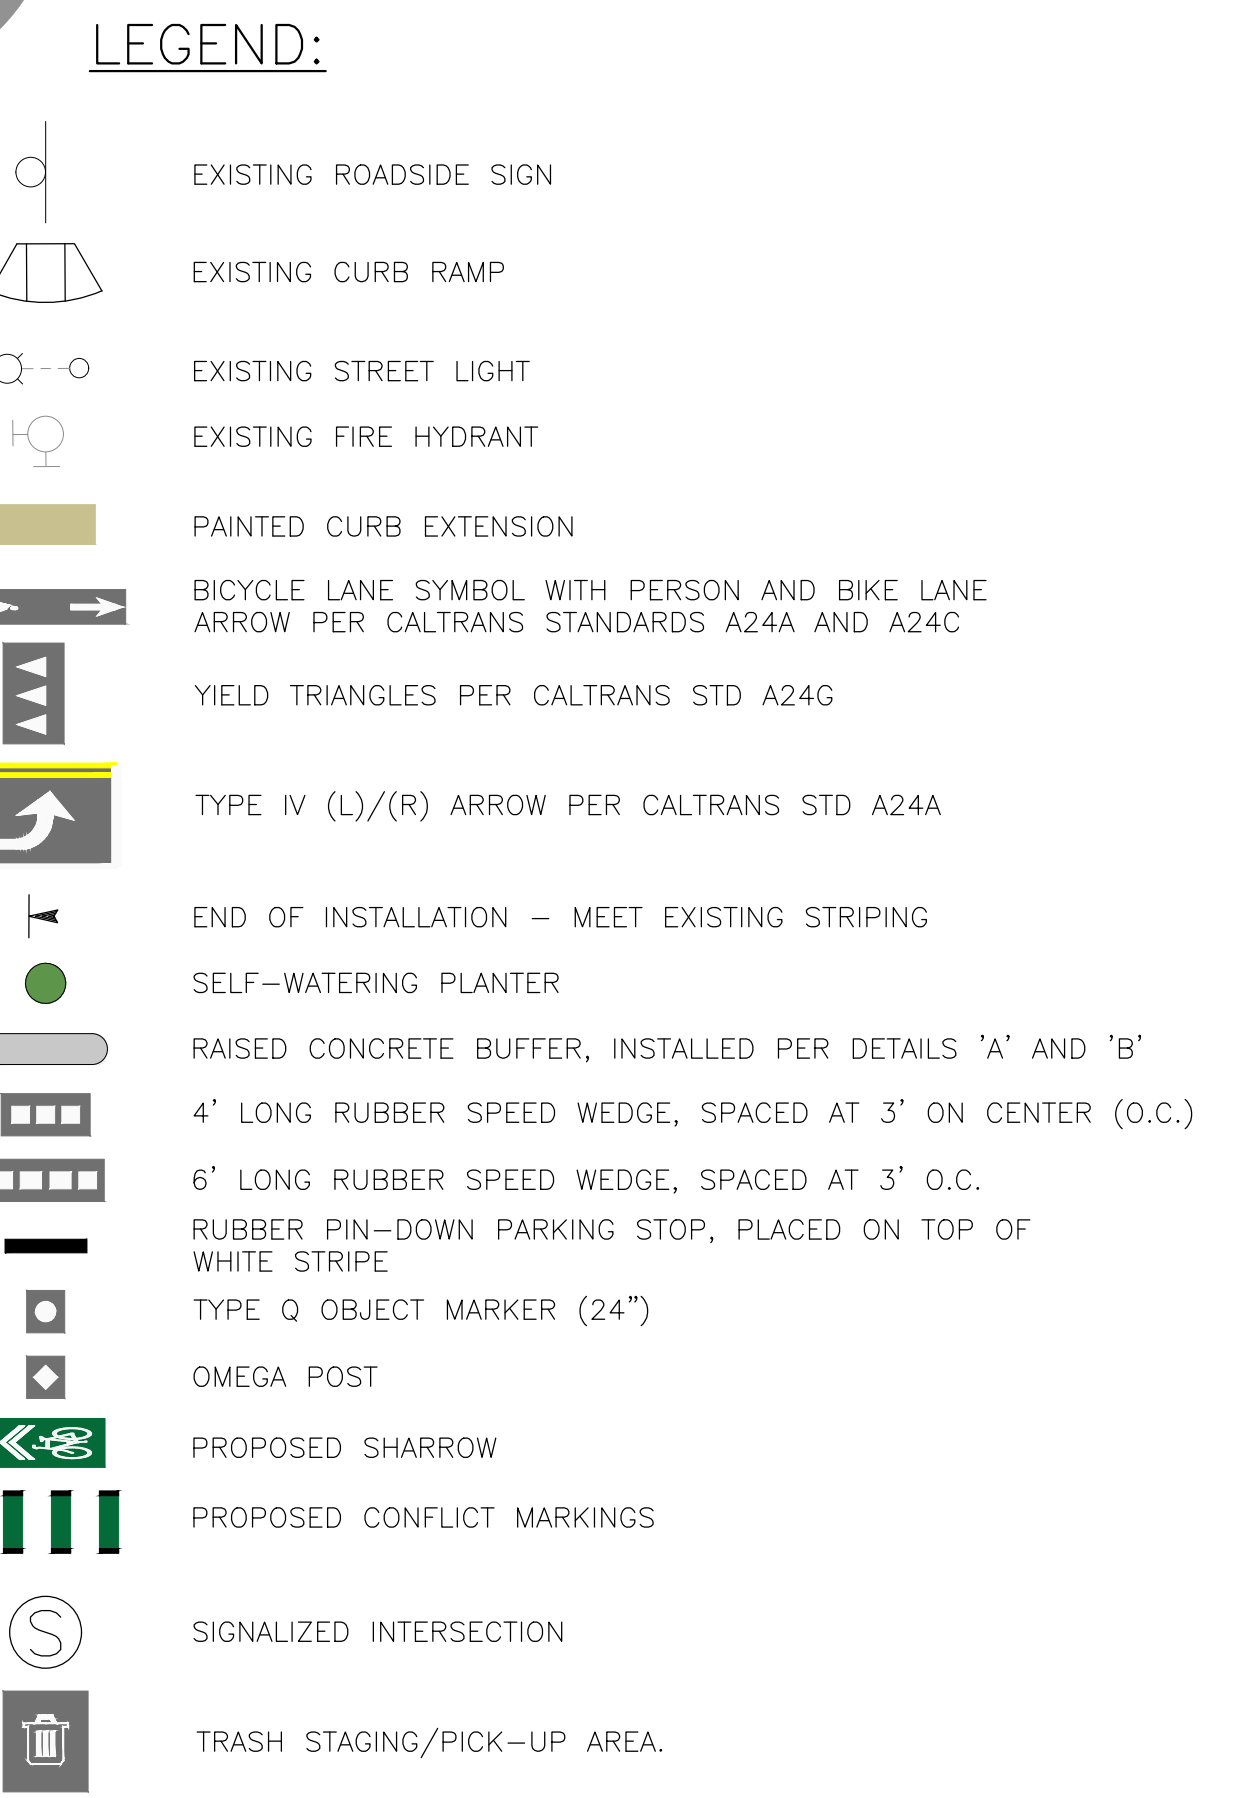 LEGEND:
EXISTING ROADSIDE SIGN
EXISTING CURB RAMP
EXISTING STREET LIGHT
EXISTING FIRE HYDRANT
PAINTED CURB EXTENSION
BICYCLE LANE SYMBOL WITH PERSON AND BIKE LANE
ARROW PER CALTRANS STANDARDS A24A AND A24C
YIELD TRIANGLES PER CALTRANS STD A24G
TYPE IV (L)/(R) ARROW PER CALTRANS STD A24A
END OF INSTALLATION – MEET EXISTING STRIPING
SELF–WATERING PLANTER
RAISED CONCRETE BUFFER, INSTALLED PER DETAILS 'A' AND 'B'
4' LONG RUBBER SPEED WEDGE, SPACED AT 3' ON CENTER (O.C.)
6' LONG RUBBER SPEED WEDGE, SPACED AT 3' O.C.
RUBBER PIN–DOWN PARKING STOP, PLACED ON TOP OF
WHITE STRIPE
TYPE Q OBJECT MARKER (24")
OMEGA POST
PROPOSED SHARROW
PROPOSED CONFLICT MARKINGS
S
SIGNALIZED INTERSECTION
TRASH STAGING/PICK–UP AREA.